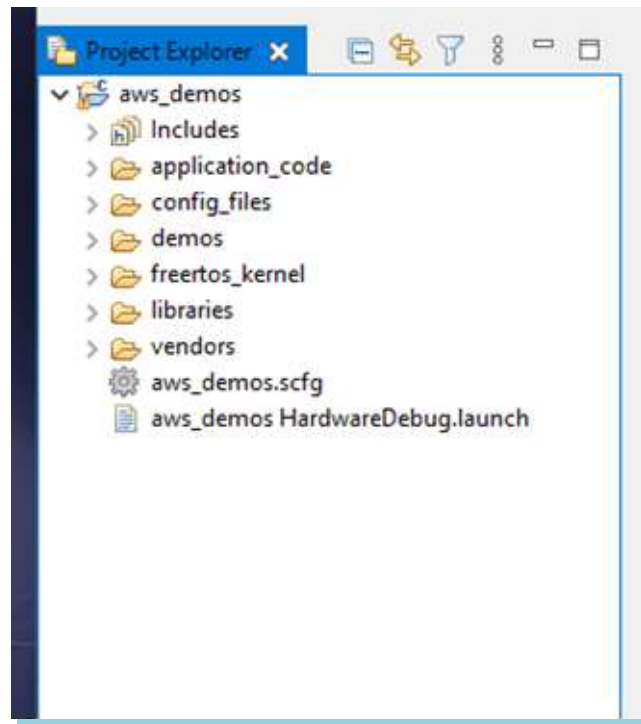 Project Explorer
aws_demos
Includes
application_code
config_files
demos
freertos_kernel
libraries
vendors
aws_demos.scfg
aws_demos HardwareDebug.launch